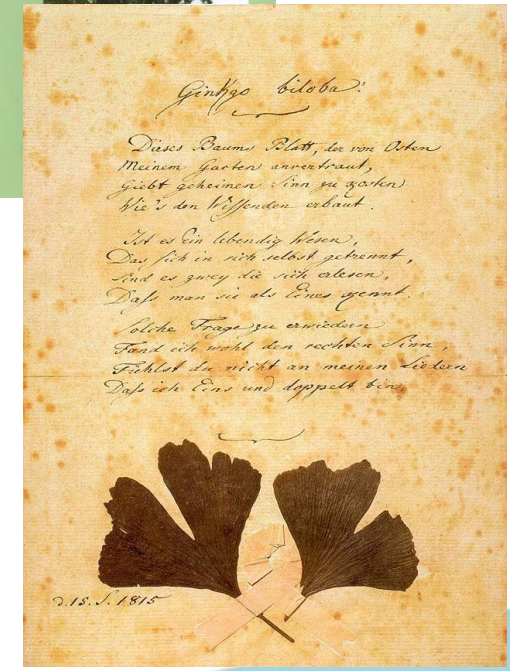 Ginkgo biloba.
Dieses Baums Blatt, der von Osten
Meinem Garten anvertraut,
Giebt geheimen Sinn zu kosten
Wie's den Wissenden erbaut.
Ist es Ein lebendig Wesen,
Das sich in sich selbst getrennt,
Sind es zwey die sich erlesen,
Dass man sie als Eines kennt.
Solche Frage zu erwiedern
Fand ich wohl den rechten Sinn,
Fühlst du nicht an meinen Liedern
Dass ich Eins und doppelt bin.
d. 15. S. 1815